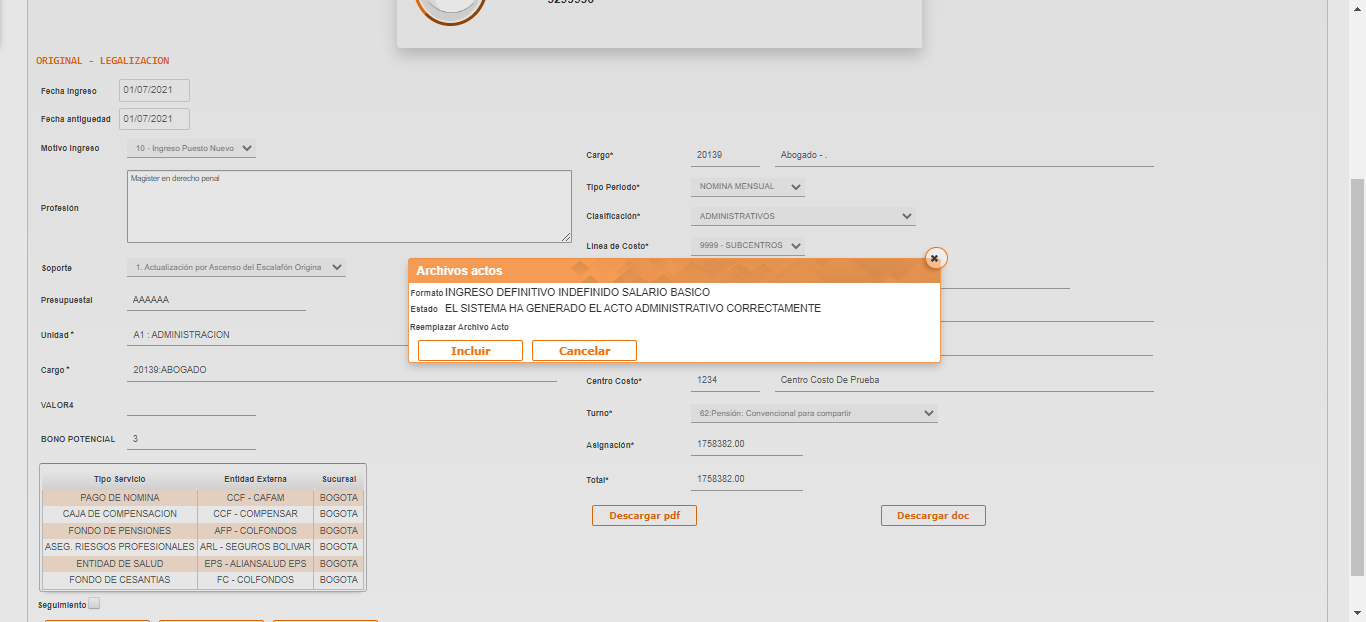 ORIGINAL - LEGALIZACION
Fecha Ingreso 01/07/2021
Fecha antiguedad 01/07/2021
Motivo Ingreso 10 - Ingreso Puesto Nuevo
Profesión Magister en derecho penal
Soporte 1. Actualización por Ascenso del Escalafón Origina
Presupuestal AAAAAA
Unidad * A1 : ADMINISTRACION
Cargo * 20139:ABOGADO
VALOR4
BONO POTENCIAL 3
Cargo* 20139 Abogado - .
Tipo Periodo* NOMINA MENSUAL
Clasificación* ADMINISTRATIVOS
Linea de Costo* 9999 - SUBCENTROS
Archivos actos
Formato INGRESO DEFINITIVO INDEFINIDO SALARIO BASICO
Estado EL SISTEMA HA GENERADO EL ACTO ADMINISTRATIVO CORRECTAMENTE
Reemplazar Archivo Acto
Incluir Cancelar
Centro Costo* 1234 Centro Costo De Prueba
Turno* 62:Pensión: Convencional para compartir
Asignación* 1758382.00
Total* 1758382.00
Descargar pdf Descargar doc
Tipo Servicio Entidad Externa Sucursal
PAGO DE NOMINA CCF - CAFAM BOGOTA
CAJA DE COMPENSACION CCF - COMPENSAR BOGOTA
FONDO DE PENSIONES AFP - COLFONDOS BOGOTA
ASEG. RIESGOS PROFESIONALES ARL - SEGUROS BOLIVAR BOGOTA
ENTIDAD DE SALUD EPS - ALIANSALUD EPS BOGOTA
FONDO DE CESANTIAS FC - COLFONDOS BOGOTA
Seguimiento